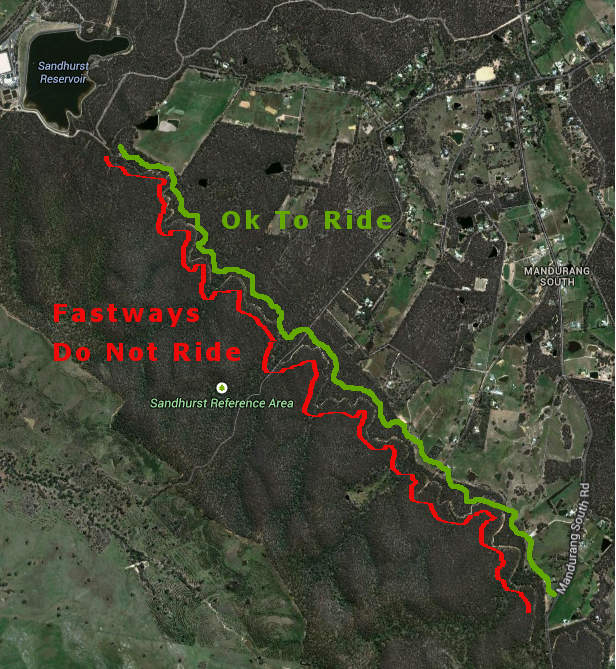 Sandhurst
Reservoir
Ok To Ride
MANDURANG
SOUTH
Fastways
Do Not Ride
Sandhurst Reference Area
Mandurang South Rd